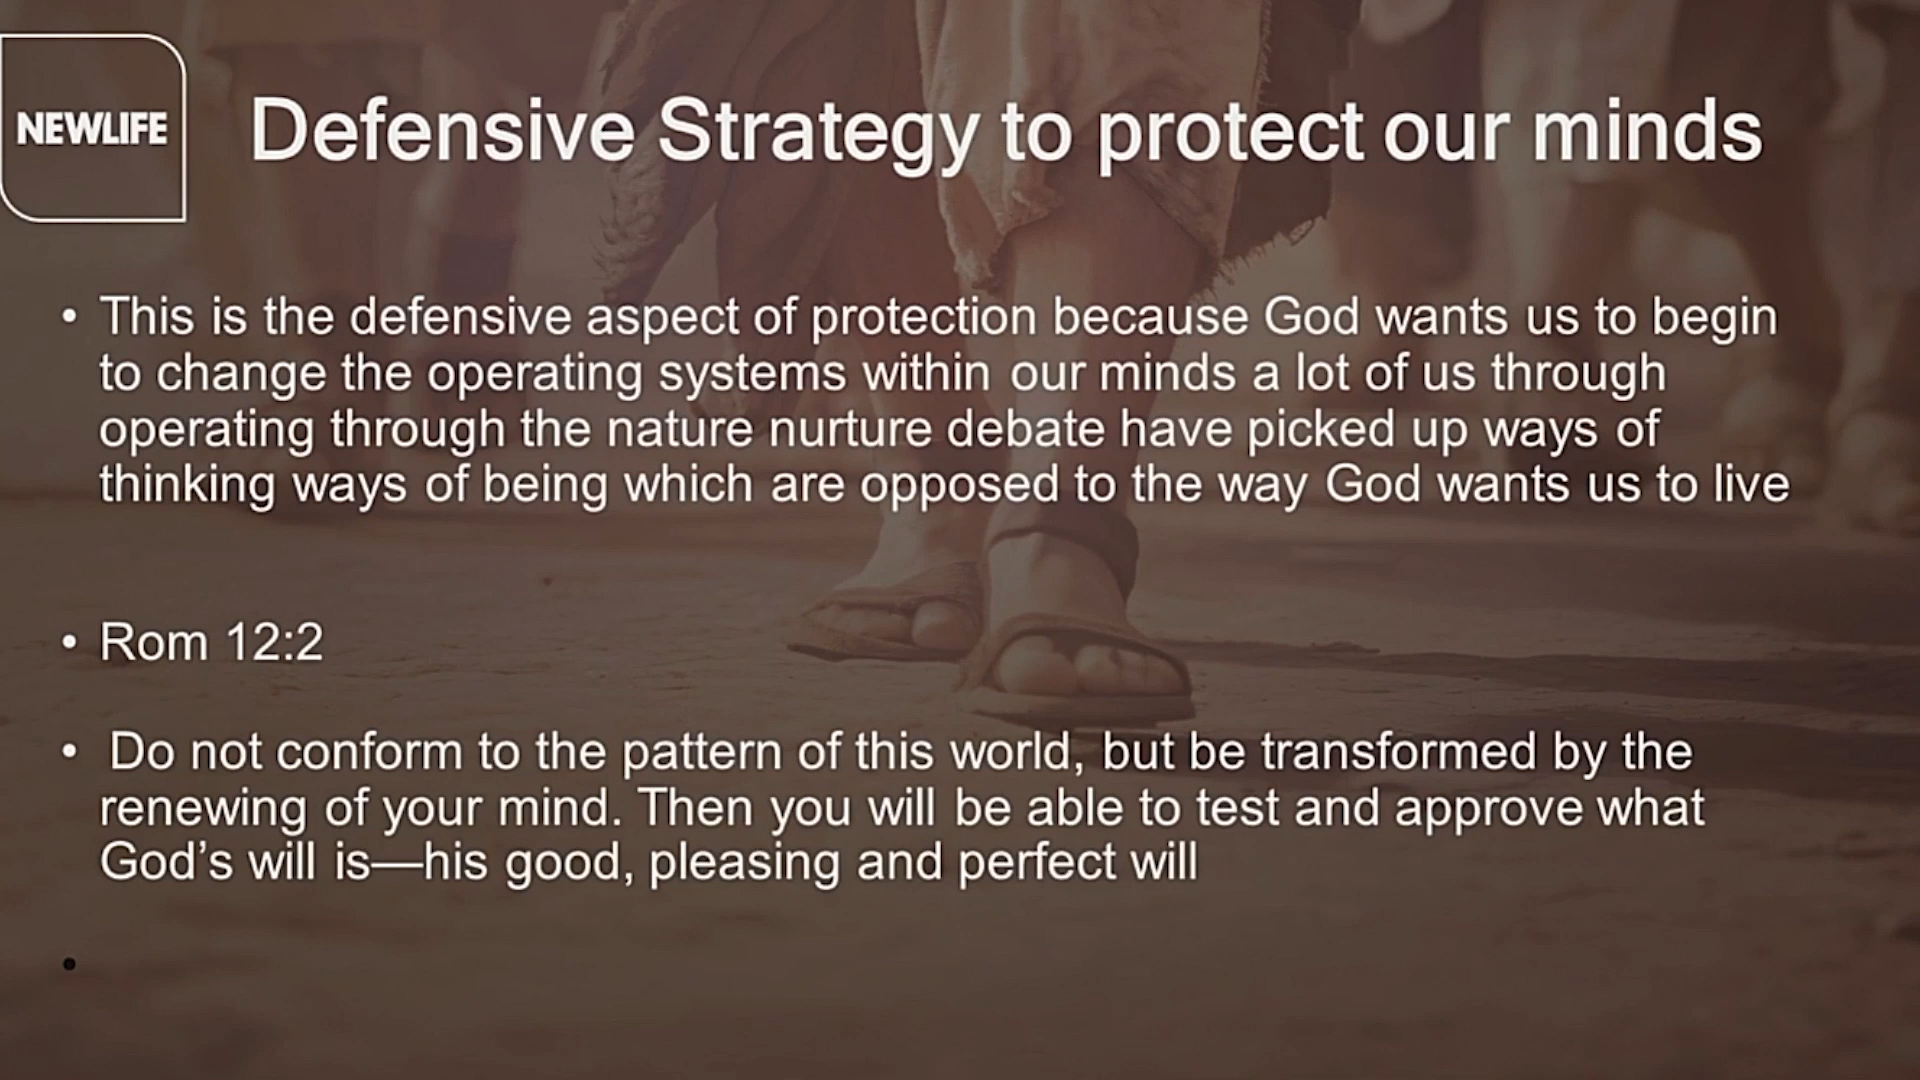 NEWLIFE
Defensive Strategy to protect our minds
• This is the defensive aspect of protection because God wants us to begin
to change the operating systems within our minds a lot of us through
operating through the nature nurture debate have picked up ways of
thinking ways of being which are opposed to the way God wants us to live
• Rom 12:2
• Do not conform to the pattern of this world, but be transformed by the
renewing of your mind. Then you will be able to test and approve what
God’s will is—his good, pleasing and perfect will
•